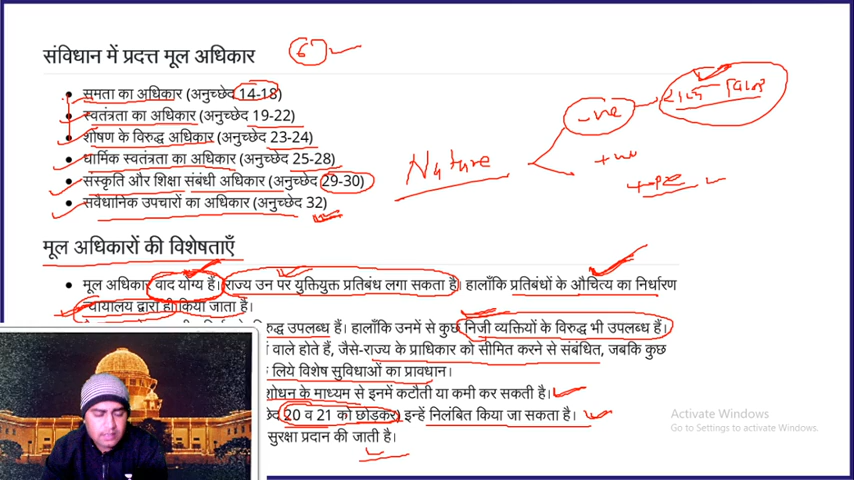 संविधान में प्रदत्त मूल अधिकार 6
समता का अधिकार (अनुच्छेद 14-18)
स्वतंत्रता का अधिकार (अनुच्छेद 19-22)
शोषण के विरुद्ध अधिकार (अनुच्छेद 23-24)
धार्मिक स्वतंत्रता का अधिकार (अनुच्छेद 25-28)
संस्कृति और शिक्षा संबंधी अधिकार (अनुच्छेद 29-30)
सवैधानिक उपचारों का अधिकार (अनुच्छेद 32)
Nature
-ve
+ve
+ve
मूल अधिकारों की विशेषताएँ
मूल अधिकार वाद योग्य हैं। राज्य उन पर युक्तियुक्त प्रतिबंध लगा सकता है। हालाँकि प्रतिबंधों के औचित्य का निर्धारण
न्यायालय द्वारा ही किया जाता है।
उपलब्ध हैं। हालाँकि उनमें से कुछ निजी व्यक्तियों के विरुद्ध भी उपलब्ध हैं।
वाले होते हैं, जैसे-राज्य के प्राधिकार को सीमित करने से संबंधित, जबकि कुछ
लिये विशेष सुविधाओं का प्रावधान।
के माध्यम से इनमें कटौती या कमी कर सकती है।
20 व 21 को छोड़कर) इन्हें निलंबित किया जा सकता है।
सुरक्षा प्रदान की जाती है।
Activate Windows
Go to Settings to activate Windows.